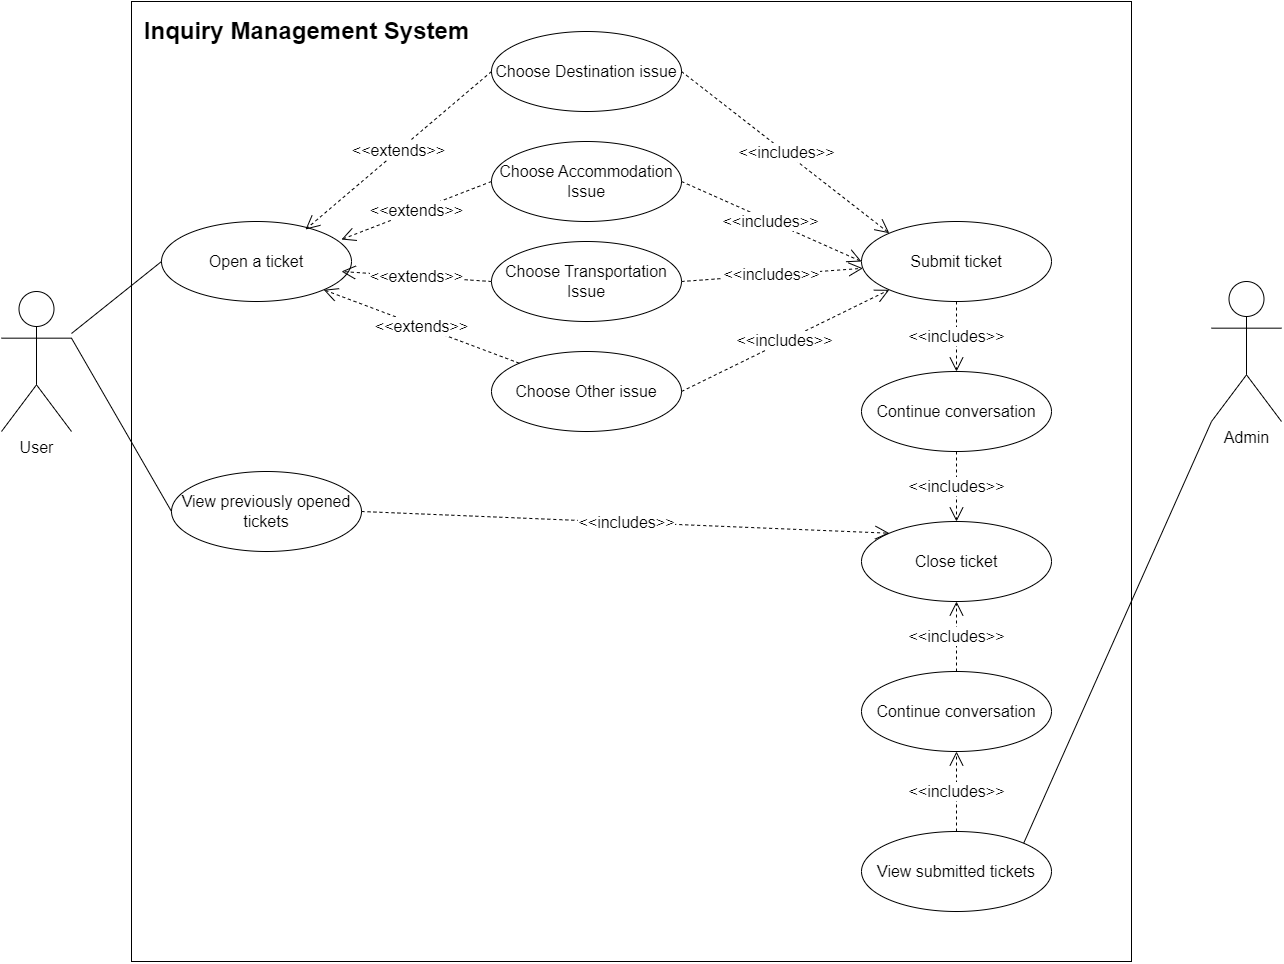 Inquiry Management System
Choose Destination issue
<<extends>>
<<includes>>
Choose Accommodation
Issue
<<extends>>
<<includes>>
Open a ticket
Choose Transportation
Issue
<<extends>>
<<includes>>
Submit ticket
<<extends>>
<<includes>>
<<includes>>
Choose Other issue
Continue conversation
User
Admin
<<includes>>
View previously opened
tickets
<<includes>>
Close ticket
<<includes>>
Continue conversation
<<includes>>
View submitted tickets